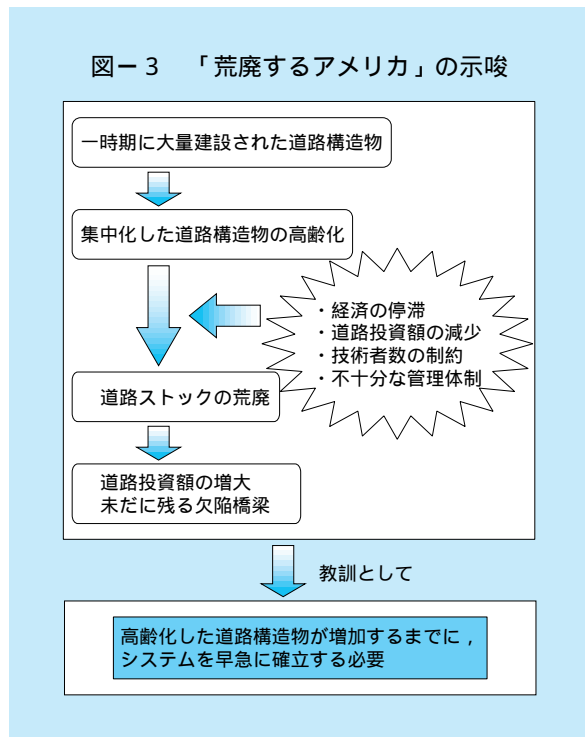 図－３　「荒廃するアメリカ」の示唆
一時期に大量建設された道路構造物
集中化した道路構造物の高齢化
・経済の停滞
・道路投資額の減少
・技術者数の制約
・不十分な管理体制
道路ストックの荒廃
道路投資額の増大
未だに残る欠陥橋梁
教訓として
高齢化した道路構造物が増加するまでに，
システムを早急に確立する必要